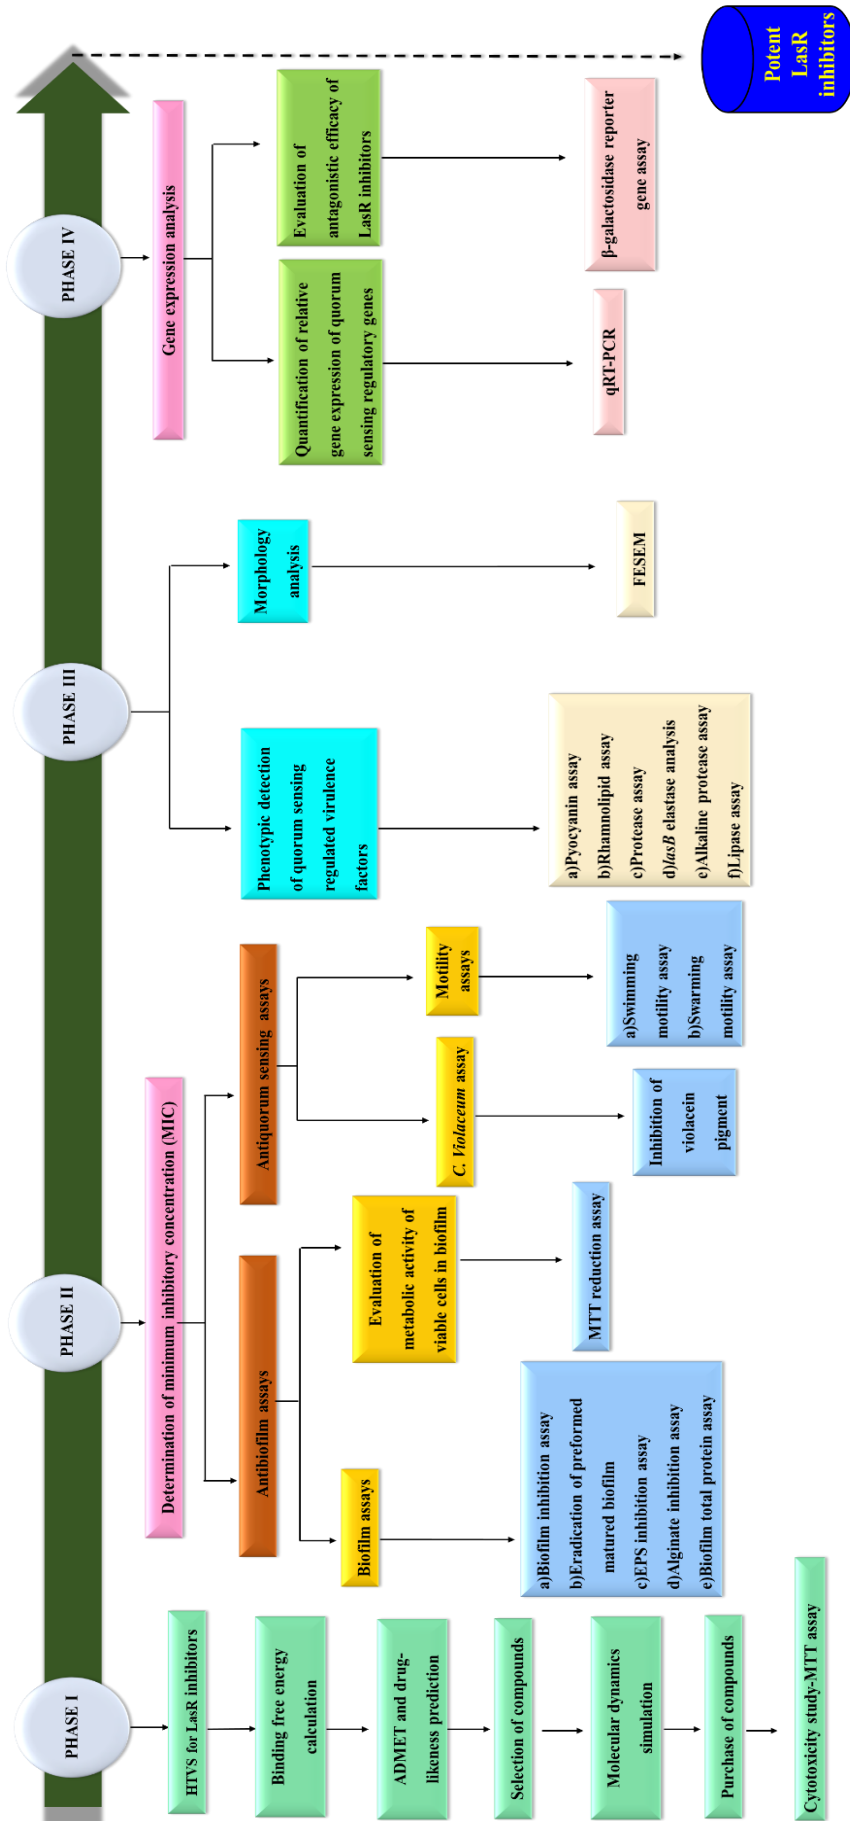 PHASE I
HTVS for LasR inhibitors
Binding free energy
calculation
ADMET and drug-
likeness prediction
Selection of compounds
Molecular dynamics
simulation
Purchase of compounds
Cytotoxicity study-MTT assay
PHASE II
Determination of minimum inhibitory concentration (MIC)
Antibiofilm assays
Biofilm assays
a)Biofilm inhibition assay
b)Eradication of preformed
matured biofilm
c)EPS inhibition assay
d)Alginate inhibition assay
e)Biofilm total protein assay
Evaluation of
metabolic activity of
viable cells in biofilm
MTT reduction assay
Antiquorum sensing assays
C. Violaceum assay
Inhibition of
violacein
pigment
Motility
assays
a)Swimming
motility assay
b)Swarming
motility assay
PHASE III
Phenotypic detection
of quorum sensing
regulated virulence
factors
a)Pyocyanin assay
b)Rhamnolipid assay
c)Protease assay
d)lasB elastase analysis
e)Alkaline protease assay
f)Lipase assay
Morphology
analysis
FESEM
PHASE IV
Gene expression analysis
Quantification of relative
gene expression of quorum
sensing regulatory genes
qRT-PCR
Evaluation of
antagonistic efficacy of
LasR inhibitors
β-galactosidase reporter
gene assay
Potent
LasR
inhibitors